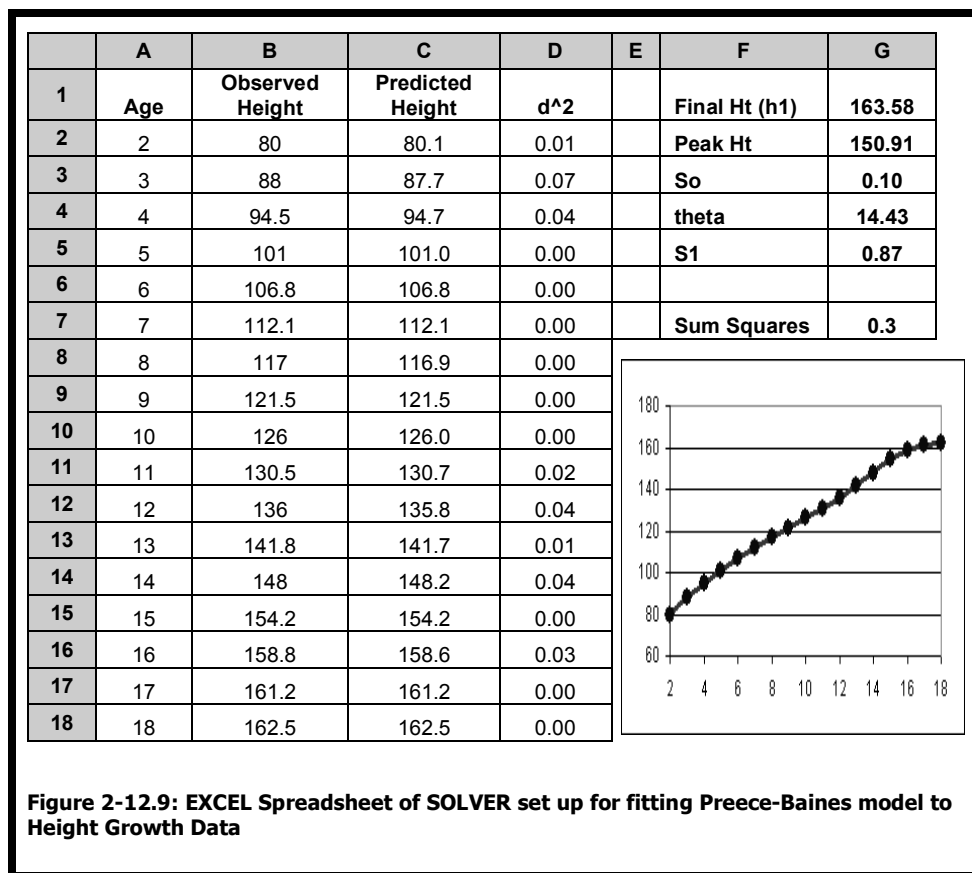 A B C D E F G
1 Age Observed Height Predicted Height d^2 Final Ht (h1) 163.58
2 2 80 80.1 0.01 Peak Ht 150.91
3 3 88 87.7 0.07 So 0.10
4 4 94.5 94.7 0.04 theta 14.43
5 5 101 101.0 0.00 S1 0.87
6 6 106.8 106.8 0.00
7 7 112.1 112.1 0.00 Sum Squares 0.3
8 8 117 116.9 0.00
9 9 121.5 121.5 0.00
10 10 126 126.0 0.00
11 11 130.5 130.7 0.02
12 12 136 135.8 0.04
13 13 141.8 141.7 0.01
14 14 148 148.2 0.04
15 15 154.2 154.2 0.00
16 16 158.8 158.6 0.03
17 17 161.2 161.2 0.00
18 18 162.5 162.5 0.00
180
160
140
120
100
80
60
2 4 6 8 10 12 14 16 18
Figure 2-12.9: EXCEL Spreadsheet of SOLVER set up for fitting Preece-Baines model to
Height Growth Data